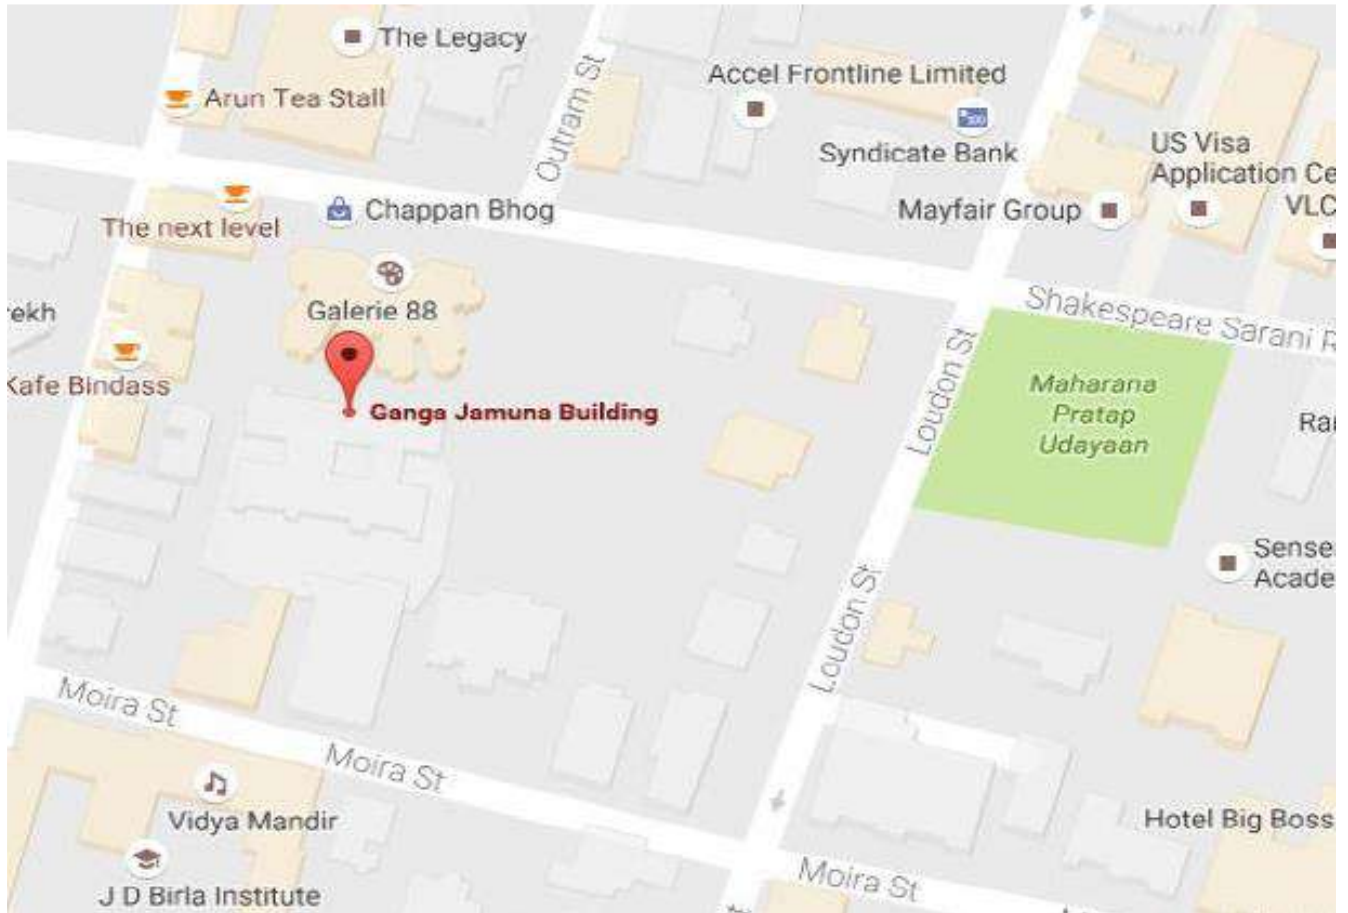 The Legacy
Accel Frontline Limited
Arun Tea Stall
Outram St
Syndicate Bank
US Visa
Application Ce
VLC
Mayfair Group
Chappan Bhog
The next level
Galerie 88
Shakespeare Sarani R
ekh
Loudon St
Maharana
Pratap
Udayaan
Kafe Bindass
Ganga Jamuna Building
Rai
Sense
Acade
Loudon St
Moira St
Moira St
Vidya Mandir
Hotel Big Boss
J D Birla Institute
Moira St